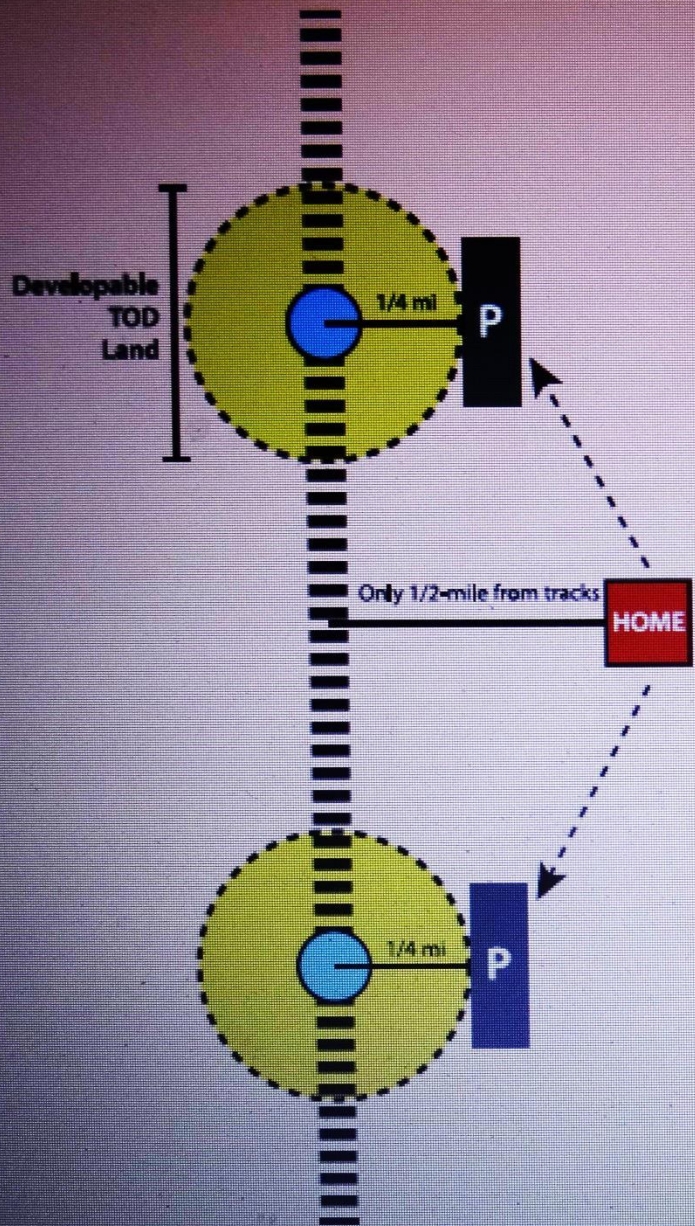 Developable
TOD
Land
1/4 mi
P
Only 1/2-mile from tracks
HOME
1/4 mi
P